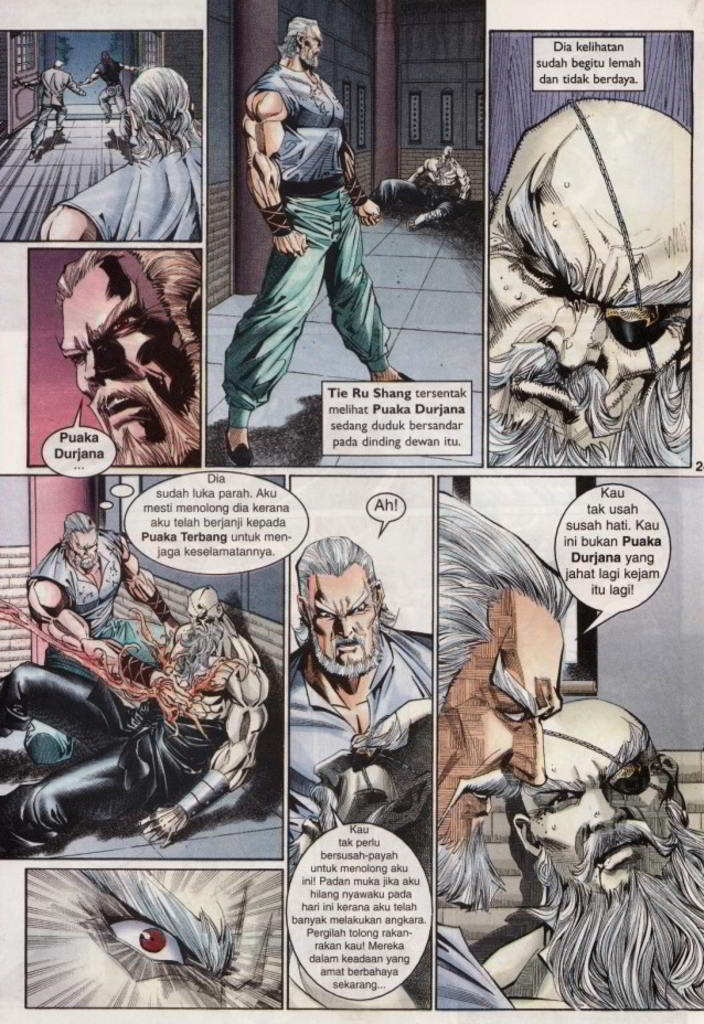 Dia kelihatan
sudah begitu lemah
dan tidak berdaya.
Puaka
Durjana
...
Tie Ru Shang tersentak
melihat Puaka Durjana
sedang duduk bersandar
pada dinding dewan itu.
Dia
sudah luka parah. Aku
mesti menolong dia kerana
aku telah berjanji kepada
Puaka Terbang untuk men-
jaga keselamatannya.
Ah!
Kau
tak perlu
bersusah-payah
untuk menolong aku
ini! Padan muka jika aku
hilang nyawaku pada
hari ini kerana aku telah
banyak melakukan angkara.
Pergilah tolong rakan-
rakan kau! Mereka
dalam keadaan yang
amat berbahaya
sekarang...
Kau
tak usah
susah hati. Kau
ini bukan Puaka
Durjana yang
jahat lagi kejam
itu lagi!